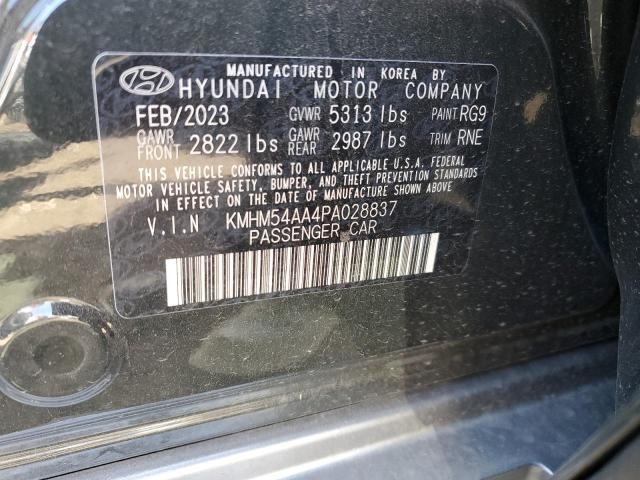 MANUFACTURED IN KOREA BY
HYUNDAI MOTOR COMPANY
FEB/2023 GVWR 5313 lbs PAINT RG9
GAWR FRONT 2822 lbs GAWR REAR 2987 lbs TRIM RNE
THIS VEHICLE CONFORMS TO ALL APPLICABLE U.S.A. FEDERAL
MOTOR VEHICLE SAFETY, BUMPER, AND THEFT PREVENTION STANDARDS
IN EFFECT ON THE DATE OF MANUFACTURE SHOWN ABOVE.
V.I.N KMHM54AA4PA028837
PASSENGER CAR